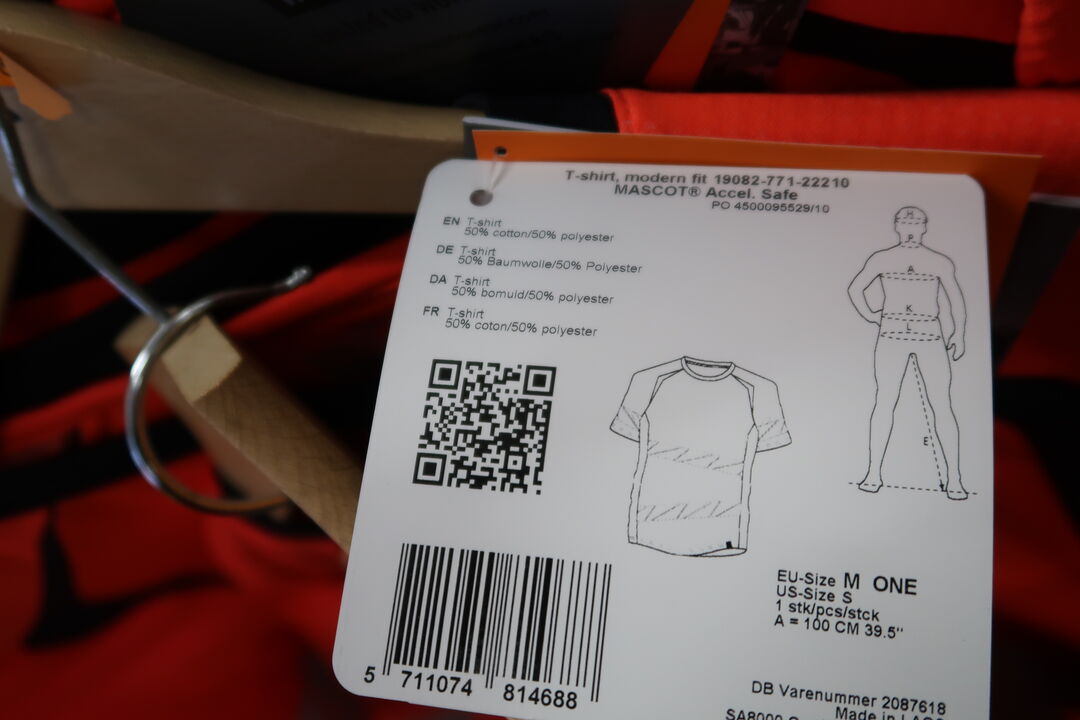 T-shirt, modern fit 19082-771-22210
MASCOT® Accel. Safe
PO 4500095529/10
EN T-shirt
50% cotton/50% polyester
DE T-shirt
50% Baumwolle/50% Polyester
DA T-shirt
50% bomuld/50% polyester
FR T-shirt
50% coton/50% polyester
H
P
A
K
L
E
EU-Size M ONE
US-Size S
1 stk/pcs/stck
A = 100 CM 39.5"
5 711074 814688
DB Varenummer 2087618
Made in
SA8000